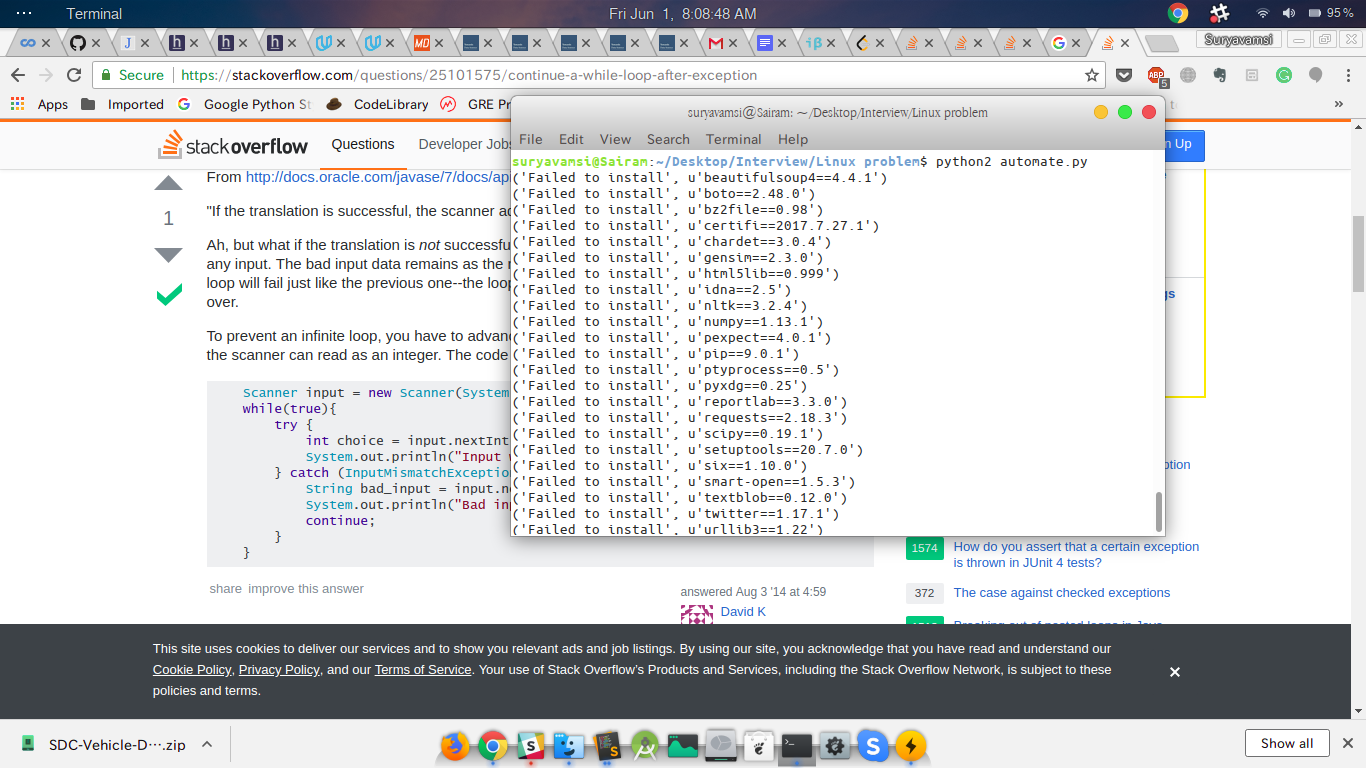 Terminal
Fri Jun 1, 8:08:48 AM
95 %
Suryavamsi
Secure
https://stackoverflow.com/questions/25101575/continue-a-while-loop-after-exception
ABP
5
Apps
Imported
Google Python St
CodeLibrary
GRE Pr
»
suryavamsi@Sairam: ~/Desktop/Interview/Linux problem
File Edit View Search Terminal Help
suryavamsi@Sairam:~/Desktop/Interview/Linux problem$ python2 automate.py
('Failed to install', u'beautifulsoup4==4.4.1')
('Failed to install', u'boto==2.48.0')
('Failed to install', u'bz2file==0.98')
('Failed to install', u'certifi==2017.7.27.1')
('Failed to install', u'chardet==3.0.4')
('Failed to install', u'gensim==2.3.0')
('Failed to install', u'html5lib==0.999')
('Failed to install', u'idna==2.5')
('Failed to install', u'nltk==3.2.4')
('Failed to install', u'numpy==1.13.1')
('Failed to install', u'pexpect==4.0.1')
('Failed to install', u'pip==9.0.1')
('Failed to install', u'ptyprocess==0.5')
('Failed to install', u'pyxdg==0.25')
('Failed to install', u'reportlab==3.3.0')
('Failed to install', u'requests==2.18.3')
('Failed to install', u'scipy==0.19.1')
('Failed to install', u'setuptools==20.7.0')
('Failed to install', u'six==1.10.0')
('Failed to install', u'smart-open==1.5.3')
('Failed to install', u'textblob==0.12.0')
('Failed to install', u'twitter==1.17.1')
('Failed to install', u'urllib3==1.22')
stackoverflow
Questions
Developer Jobs
n Up
From http://docs.oracle.com/javase/7/docs/ap
1
"If the translation is successful, the scanner a
Ah, but what if the translation is not successfu
any input. The bad input data remains as the
loop will fail just like the previous one--the loop
over.
To prevent an infinite loop, you have to advan
the scanner can read as an integer. The code
Scanner input = new Scanner(System
while(true){
try {
int choice = input.nextInt
System.out.println("Input
} catch (InputMismatchExceptio
String bad_input = input.n
System.out.println("Bad in
continue;
}
}
share improve this answer
answered Aug 3 '14 at 4:59
David K
gs
ption
1574
How do you assert that a certain exception
is thrown in JUnit 4 tests?
372
The case against checked exceptions
This site uses cookies to deliver our services and to show you relevant ads and job listings. By using our site, you acknowledge that you have read and understand our
Cookie Policy, Privacy Policy, and our Terms of Service. Your use of Stack Overflow's Products and Services, including the Stack Overflow Network, is subject to these
policies and terms.
SDC-Vehicle-D⋯.zip
Show all